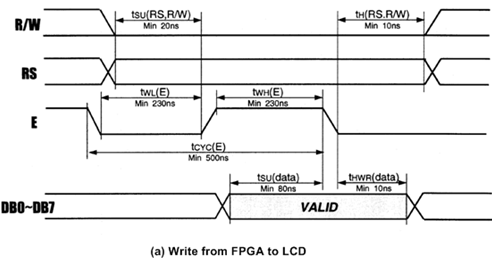 R/W
tSU(RS,R/W)
Min 20ns
tH(RS.R/W)
Min 10ns
RS
tWL(E)
Min 230ns
tWH(E)
Min 230ns
E
tCYC(E)
Min 500ns
tSU(data)
Min 80ns
tHWR(data)
Min 10ns
DB0~DB7
VALID
(a) Write from FPGA to LCD